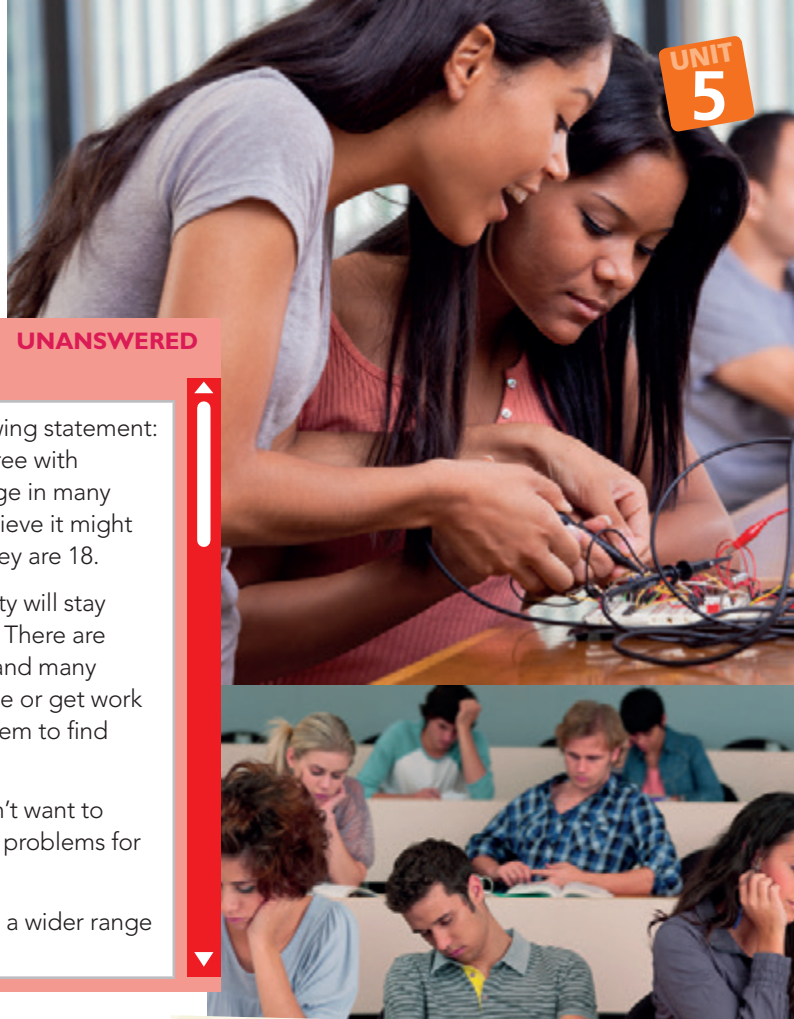 UNIT
5
UNANSWERED
wing statement:
ree with
ge in many
ieve it might
ey are 18.
ty will stay
There are
and many
e or get work
em to find
n't want to
problems for
a wider range